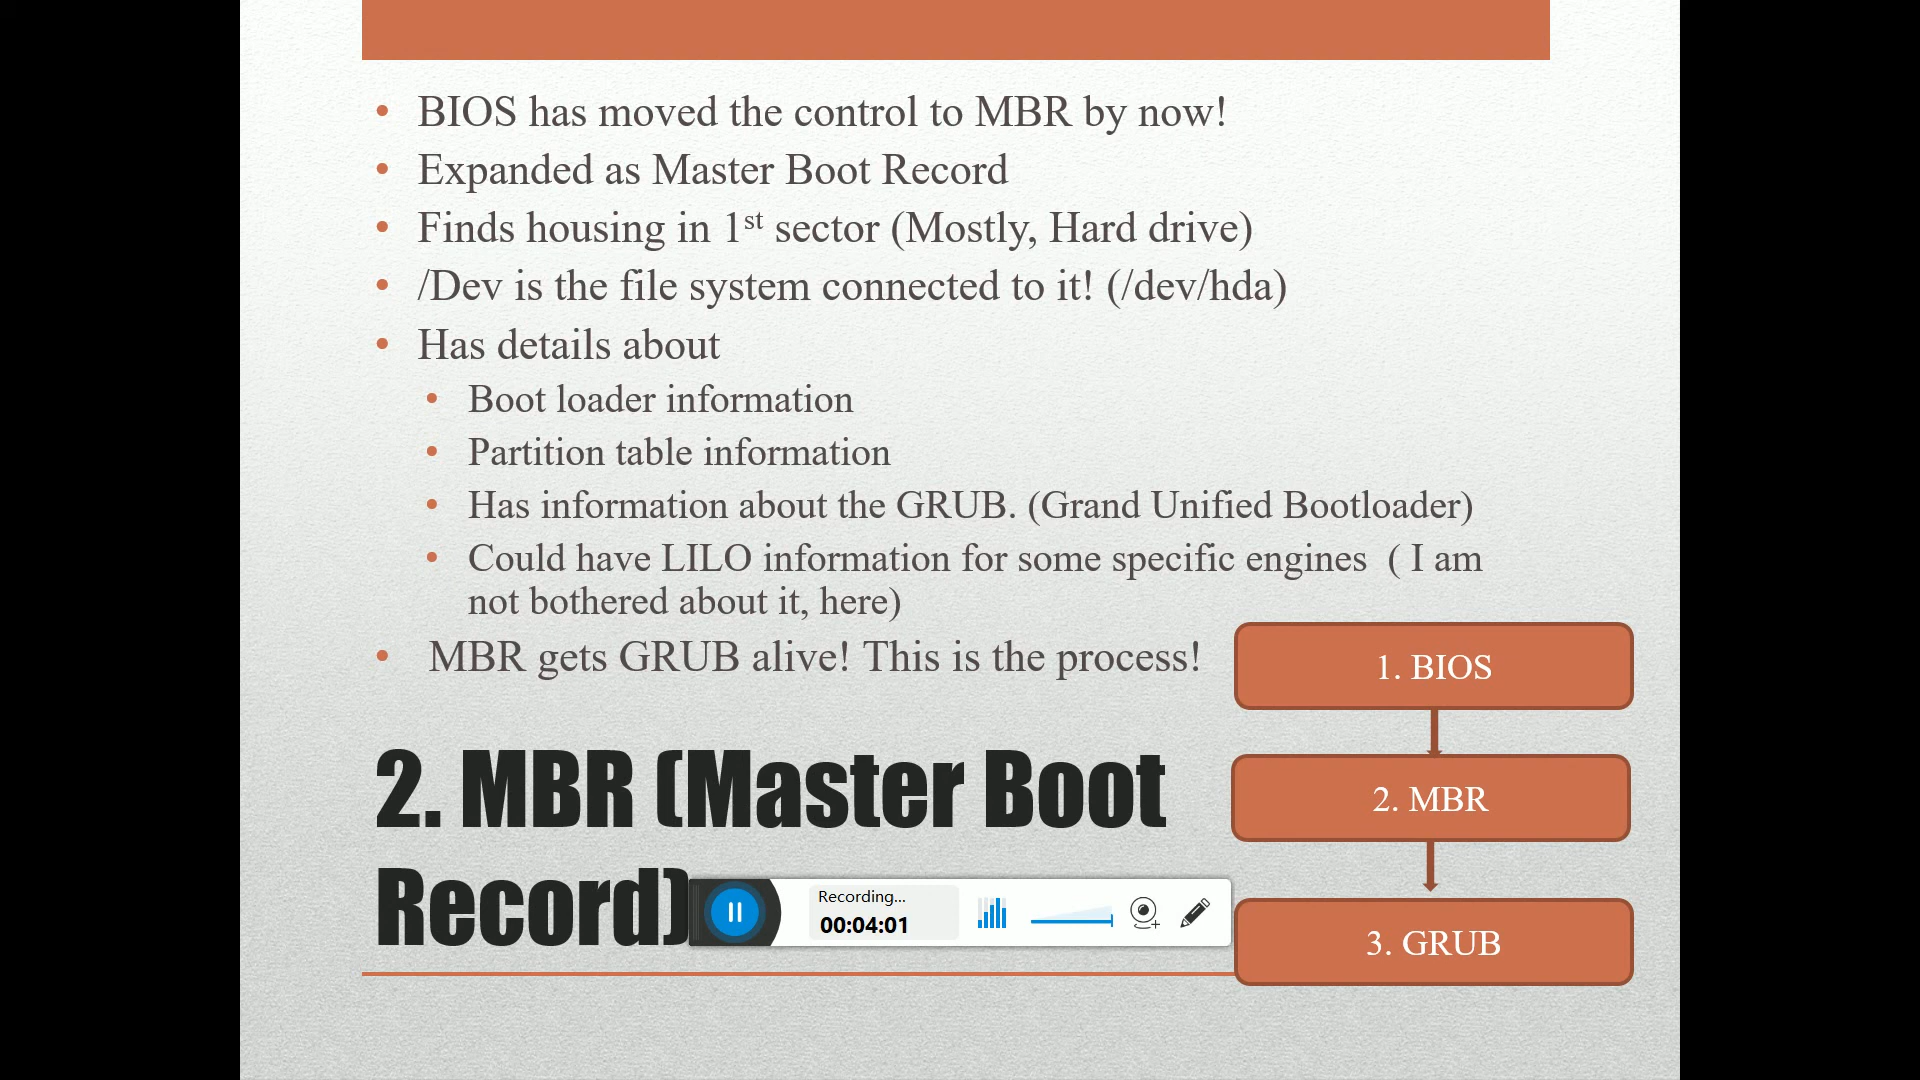 • BIOS has moved the control to MBR by now!
• Expanded as Master Boot Record
• Finds housing in 1st sector (Mostly, Hard drive)
• /Dev is the file system connected to it! (/dev/hda)
• Has details about
• Boot loader information
• Partition table information
• Has information about the GRUB. (Grand Unified Bootloader)
• Could have LILO information for some specific engines ( I am
not bothered about it, here)
• MBR gets GRUB alive! This is the process!
1. BIOS
2. MBR
3. GRUB
2. MBR (Master Boot
Record)
Recording...
00:04:01